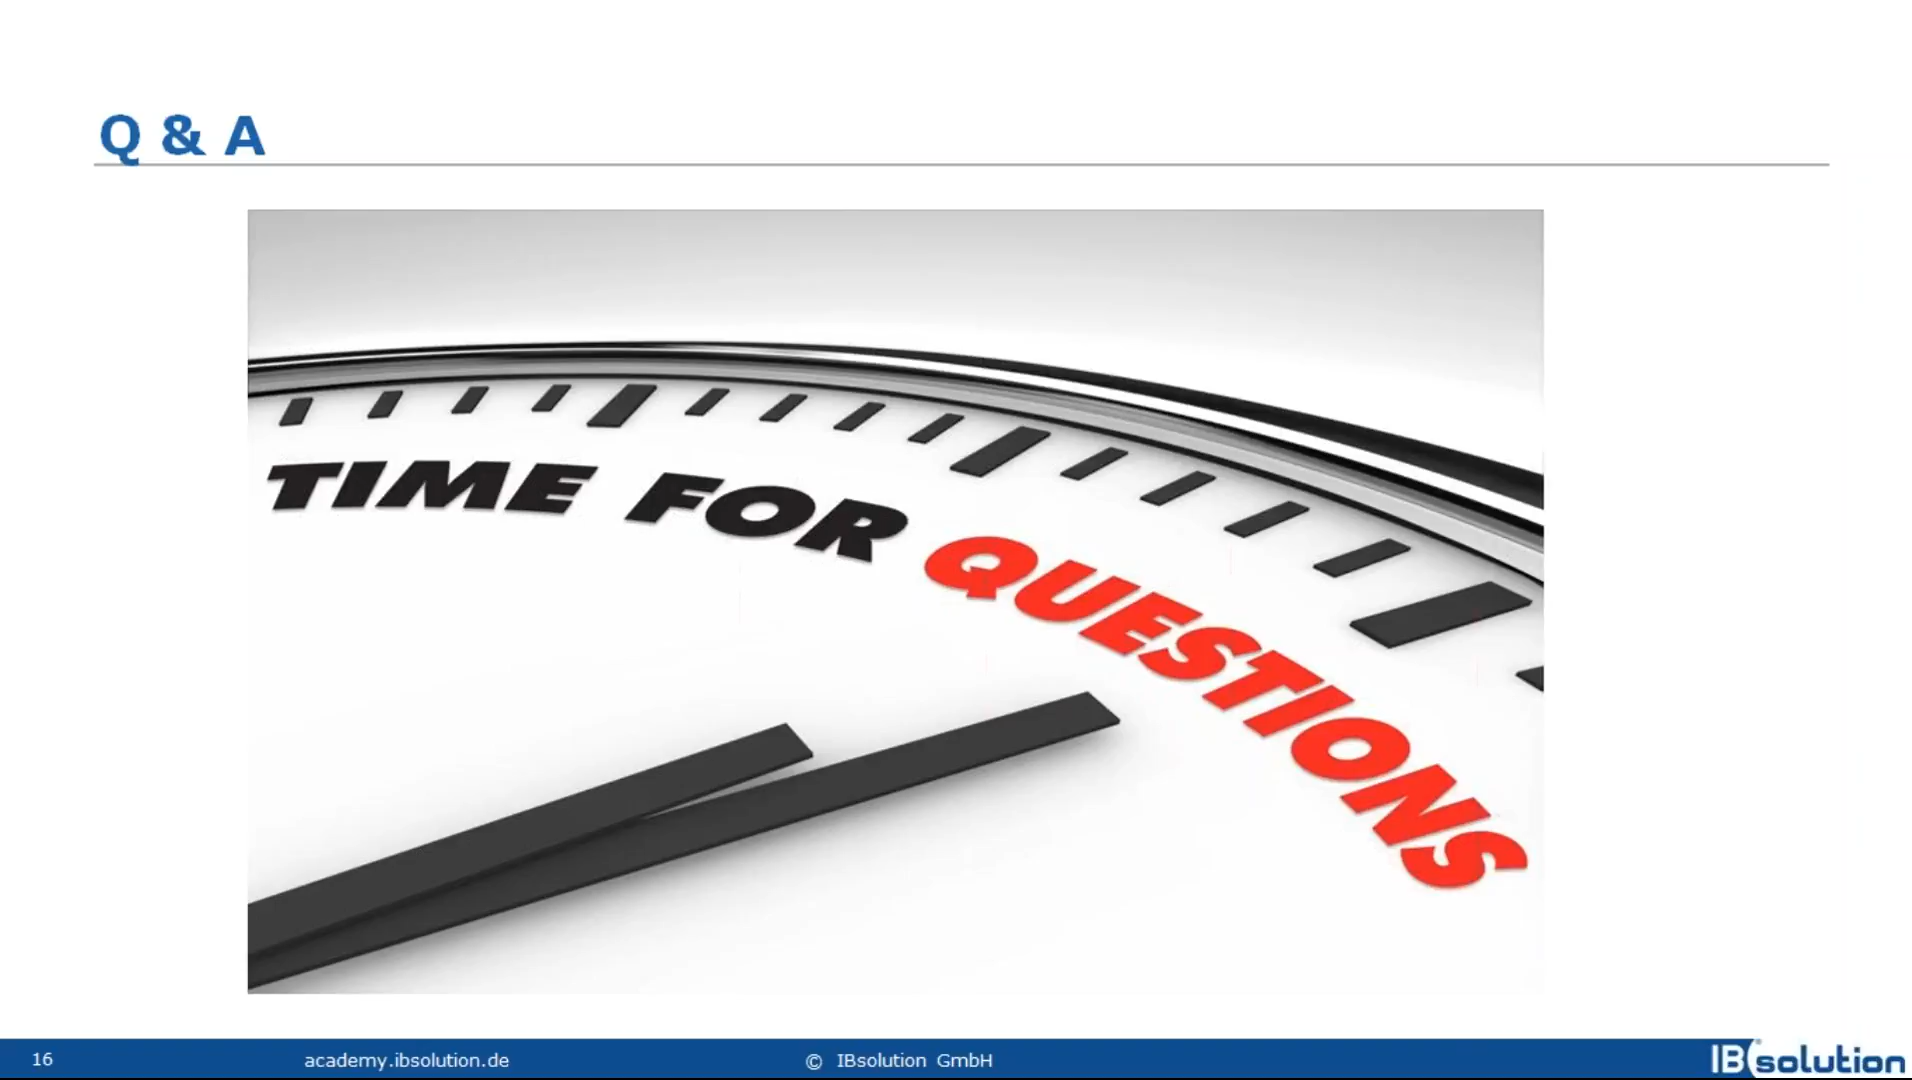 Q & A
TIME FOR QUESTIONS
16
academy.ibsolution.de
© IBsolution GmbH
IBsolution